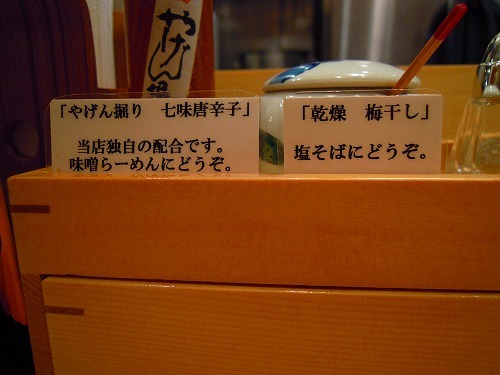 やげん堀
「やげん掘り　七味唐辛子」
当店独自の配合です。
味噌らーめんにどうぞ。
「乾燥　梅干し」
塩そばにどうぞ。